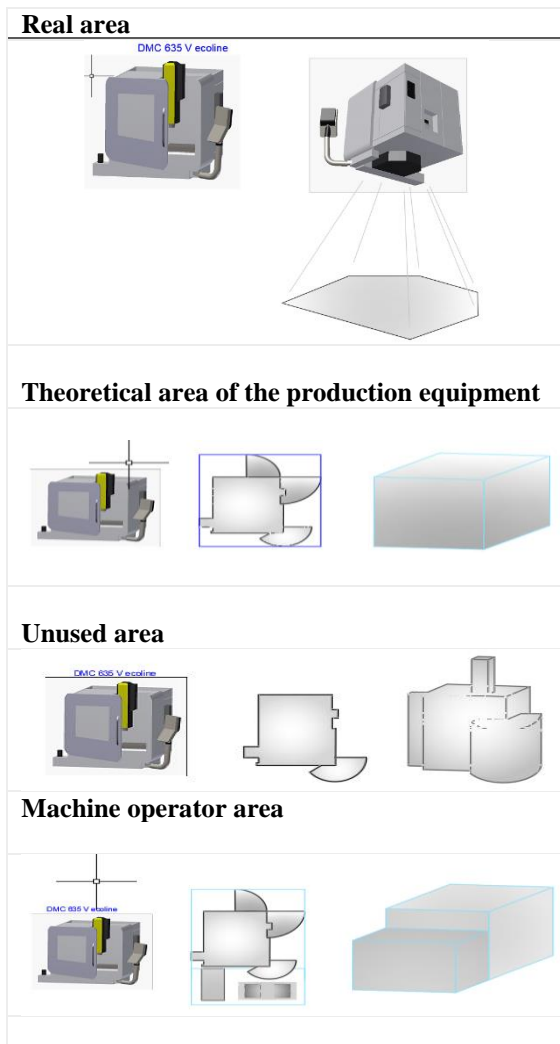 Real area
DMC 635 V ecoline
Theoretical area of the production equipment
Unused area
DMC 635 V ecoline
Machine operator area
DMC 635 V ecoline